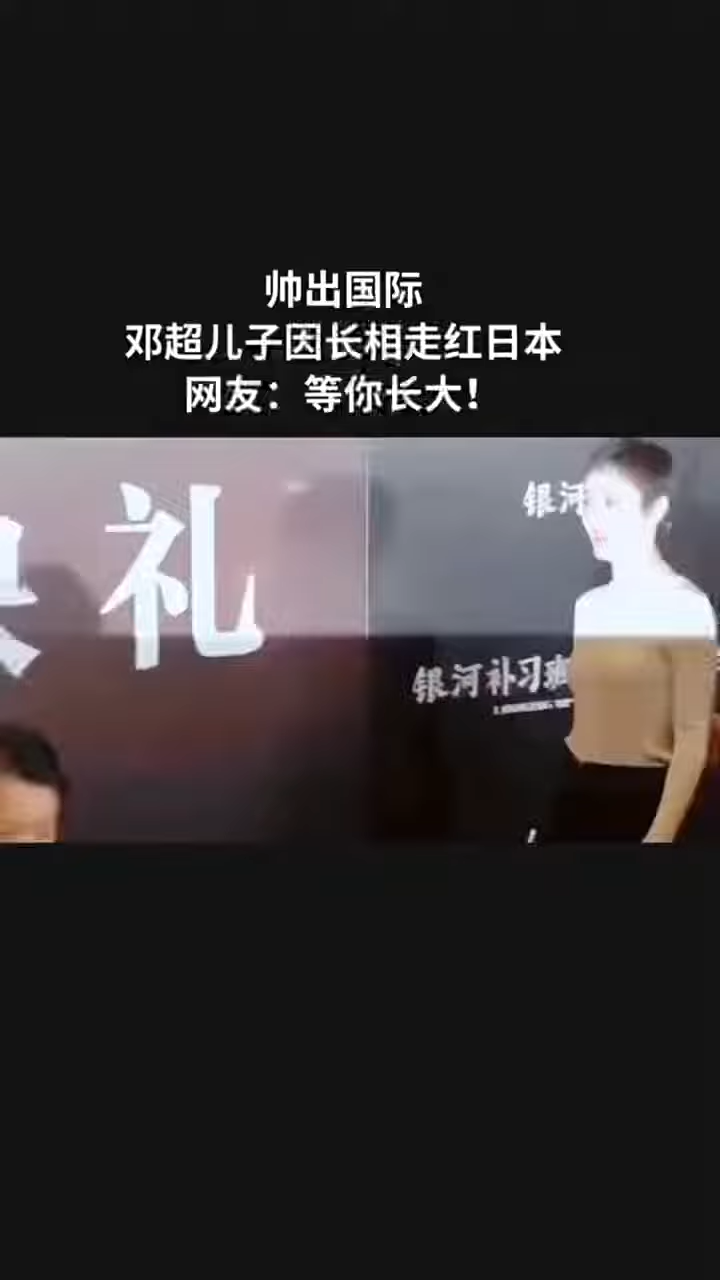 帅出国际
邓超儿子因长相走红日本
网友：等你长大！
礼
银河
银河补习班